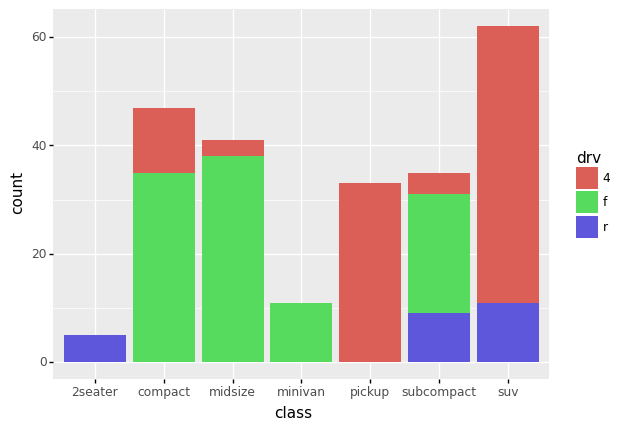 60
40
20
0
count
2seater compact midsize minivan pickup subcompact suv
class
drv
4
f
r